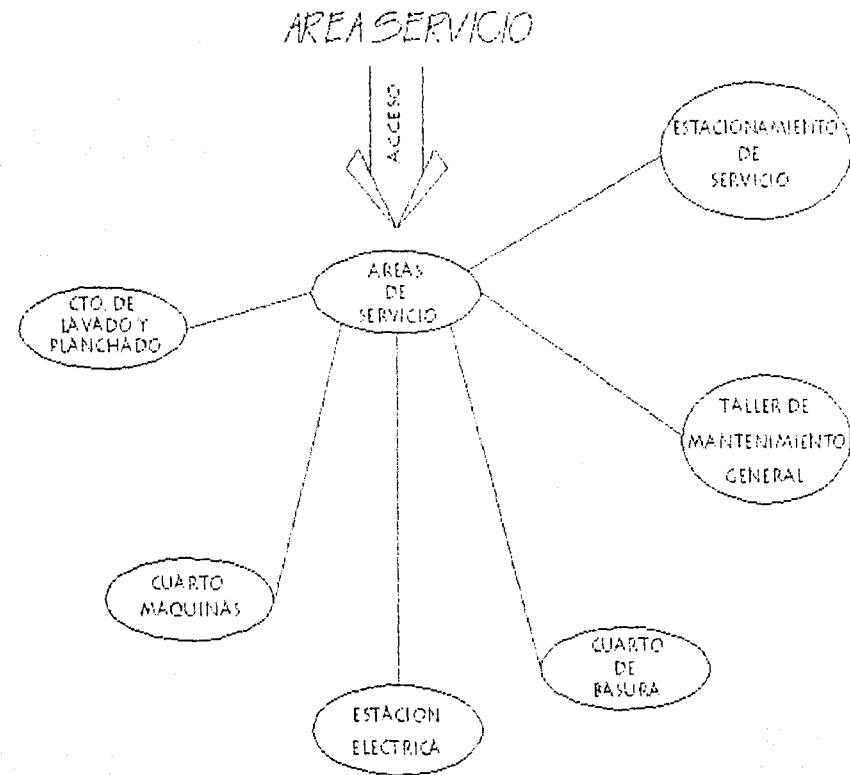 AREA SERVICIO
ACCESO
ESTACIONAMIENTO
DE
SERVICIO
AREAS
DE
SERVICIO
CTO. DE
LAVADO Y
PLANCHADO
TALLER DE
MANTENIMIENTO
GENERAL
CUARTO
MAQUINAS
CUARTO
DE
BASURA
ESTACION
ELECTRICA